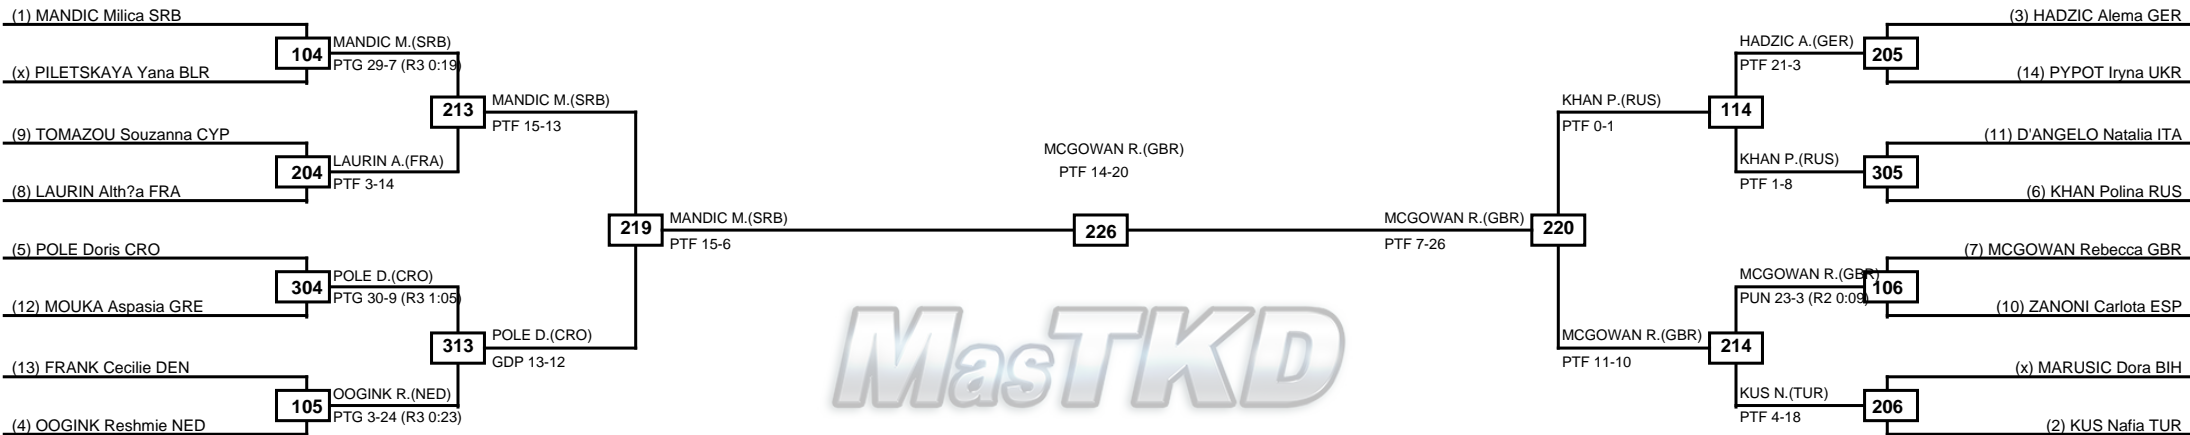 (1) MANDIC Milica SRB
104
MANDIC M.(SRB)
PTG 29-7 (R3 0:19)
(x) PILETSKAYA Yana BLR
213
MANDIC M.(SRB)
PTF 15-13
(9) TOMAZOU Souzanna CYP
204
LAURIN A.(FRA)
PTF 3-14
(8) LAURIN Alth?a FRA
219
MANDIC M.(SRB)
PTF 15-6
(5) POLE Doris CRO
304
POLE D.(CRO)
PTG 30-9 (R3 1:05)
(12) MOUKA Aspasia GRE
313
POLE D.(CRO)
GDP 13-12
(13) FRANK Cecilie DEN
105
OOGINK R.(NED)
PTG 3-24 (R3 0:23)
(4) OOGINK Reshmie NED
MCGOWAN R.(GBR)
PTF 14-20
226
MasTKD
(3) HADZIC Alema GER
HADZIC A.(GER)
PTF 21-3
205
(14) PYPOT Iryna UKR
KHAN P.(RUS)
PTF 0-1
114
(11) D'ANGELO Natalia ITA
KHAN P.(RUS)
PTF 1-8
305
(6) KHAN Polina RUS
MCGOWAN R.(GBR)
PTF 7-26
220
(7) MCGOWAN Rebecca GBR
MCGOWAN R.(GBR)
PUN 23-3 (R2 0:09)
106
(10) ZANONI Carlota ESP
MCGOWAN R.(GBR)
PTF 11-10
214
(x) MARUSIC Dora BIH
KUS N.(TUR)
PTF 4-18
206
(2) KUS Nafia TUR